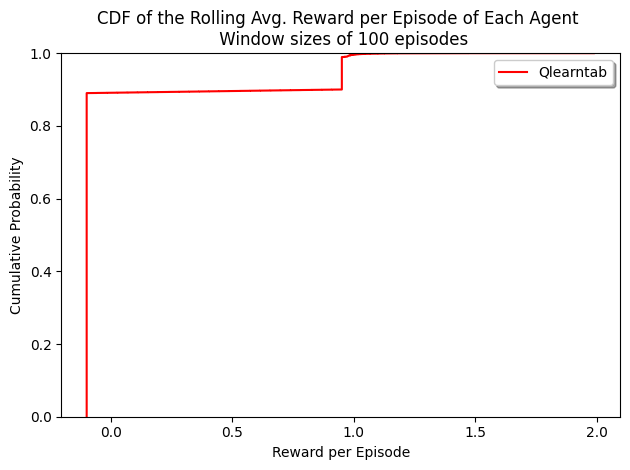 CDF of the Rolling Avg. Reward per Episode of Each Agent
Window sizes of 100 episodes
Qlearntab
Cumulative Probability
1.0
0.8
0.6
0.4
0.2
0.0
0.0 0.5 1.0 1.5 2.0
Reward per Episode